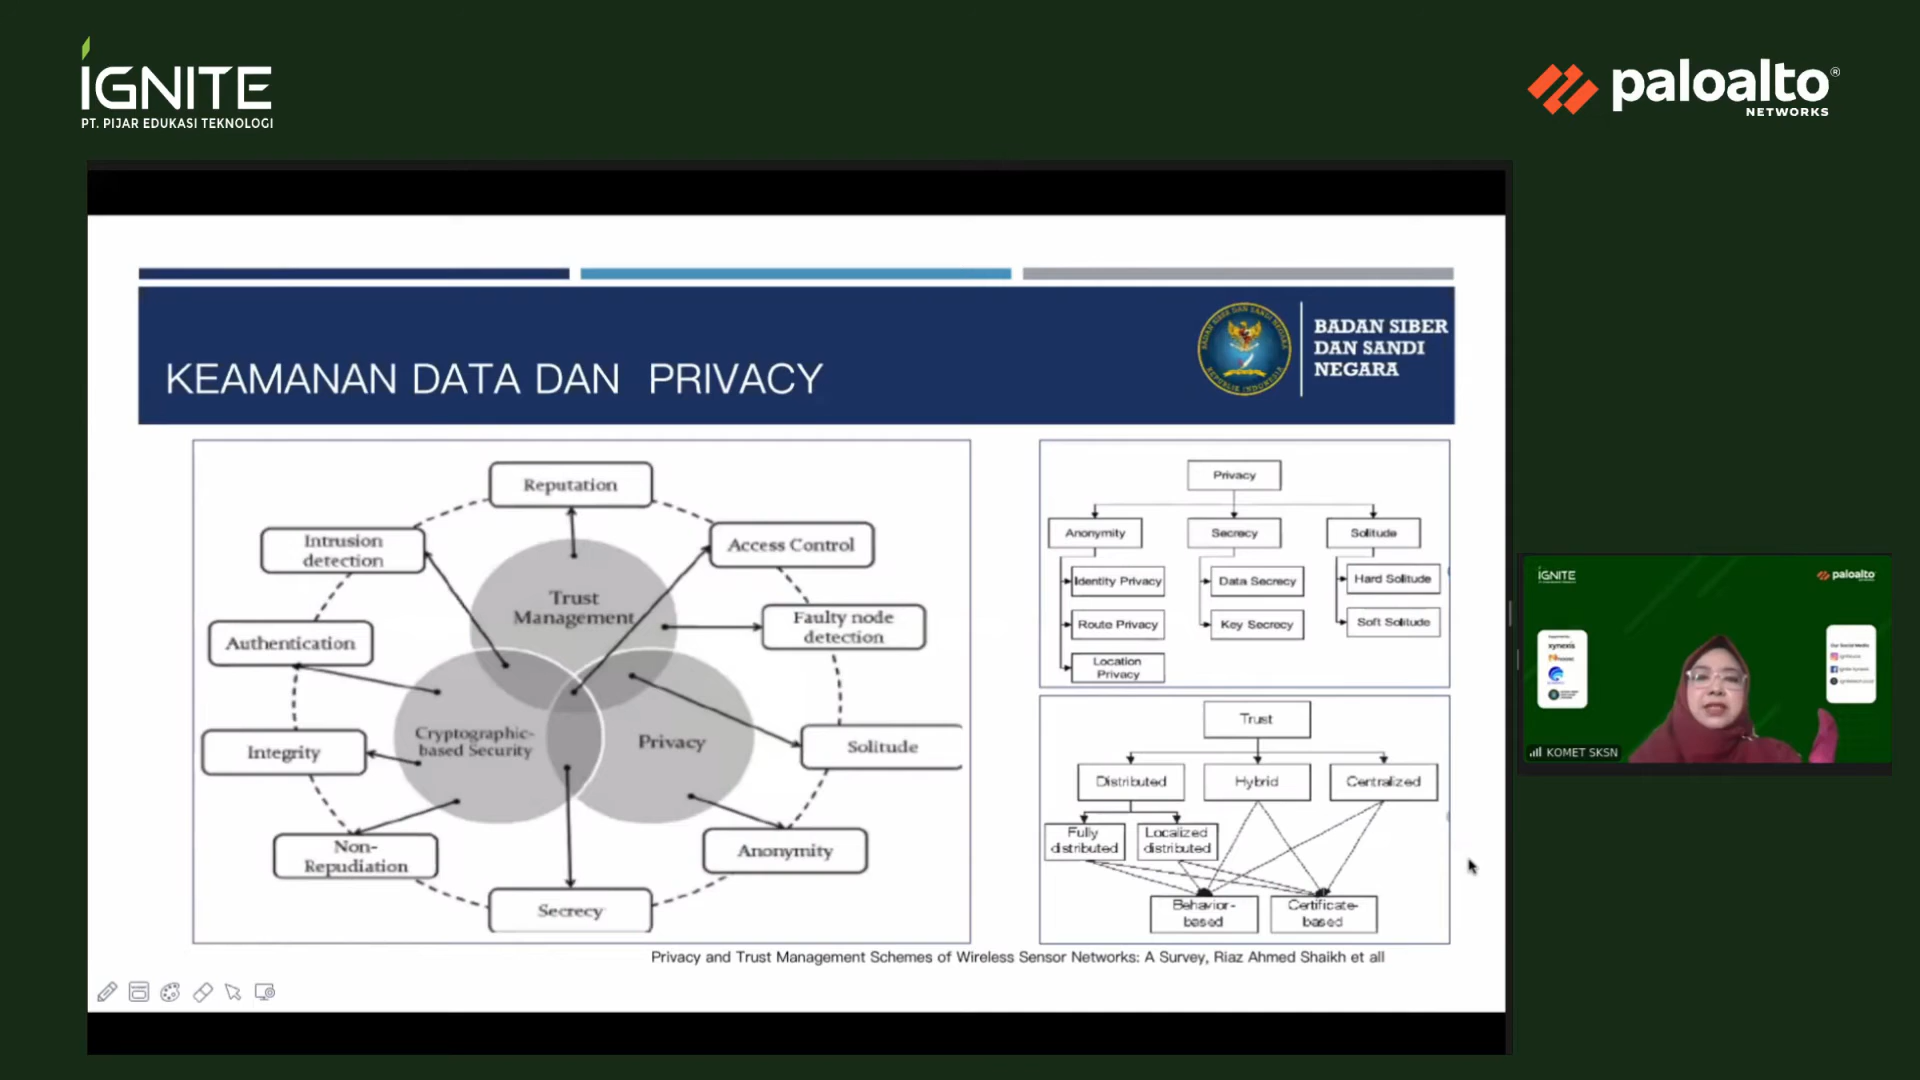 IGNITE
PT. PIJAR EDUKASI TEKNOLOGI
paloalto®
NETWORKS
KEAMANAN DATA DAN PRIVACY
BADAN SIBER
DAN SANDI
NEGARA
Reputation
Intrusion
detection
Access Control
Trust
Management
Faulty node
detection
Authentication
Cryptographic-
based Security
Privacy
Integrity
Solitude
Non-
Repudiation
Anonymity
Secrecy
Privacy
Anonymity
Secrecy
Solitude
Identity Privacy
Data Secrecy
Hard Solitude
Route Privacy
Key Secrecy
Soft Solitude
Location
Privacy
Trust
Distributed
Hybrid
Centralized
Fully
distributed
Localized
distributed
Behavior-
based
Certificate-
based
Privacy and Trust Management Schemes of Wireless Sensor Networks: A Survey, Riaz Ahmed Shaikh et all
IGNITE
paloalto
xynexis
Our Social Media
KOMET SKSN